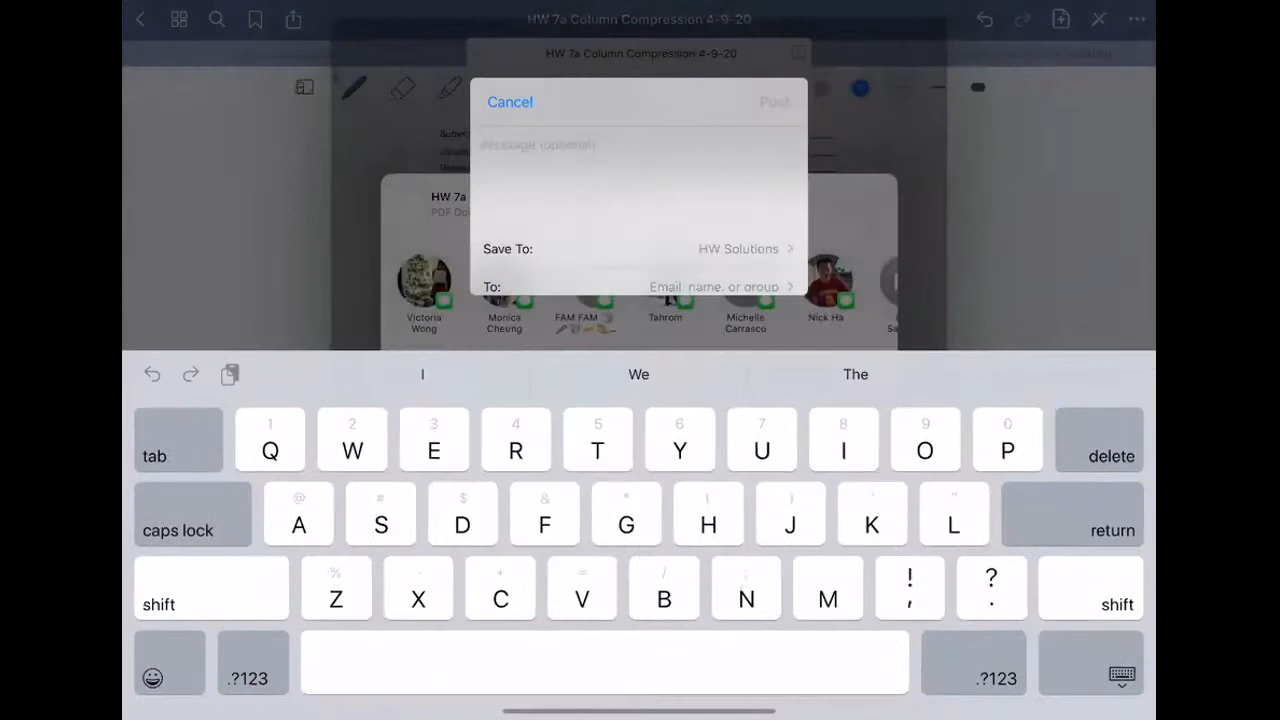 HW 7a Column Compression 4-9-20
HW 7a Column Compression 4-9-20
Cancel
Post
Message (optional)
HW 7a
PDF Do
Save To:
HW Solutions
To:
Email, name, or group
Victoria
Wong
Monica
Cheung
FAM FAM
Tahrom
Michelle
Carrasco
Nick Ha
Sa
I
We
The
1 2 3 4 5 6 7 8 9 0
tab Q W E R T Y U I O P delete
@ # $ & * ( ) ' "
caps lock A S D F G H J K L return
% - + = / ; ! ?
shift Z X C V B N M , . shift
.?123 .?123